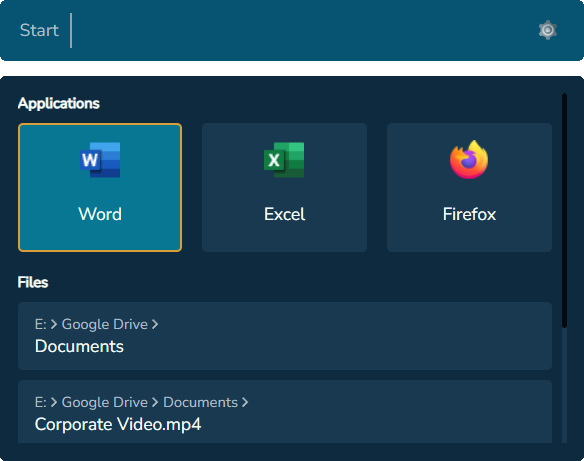 Start
Applications
W
X
Word
Excel
Firefox
Files
E: > Google Drive >
Documents
E: > Google Drive > Documents >
Corporate Video.mp4